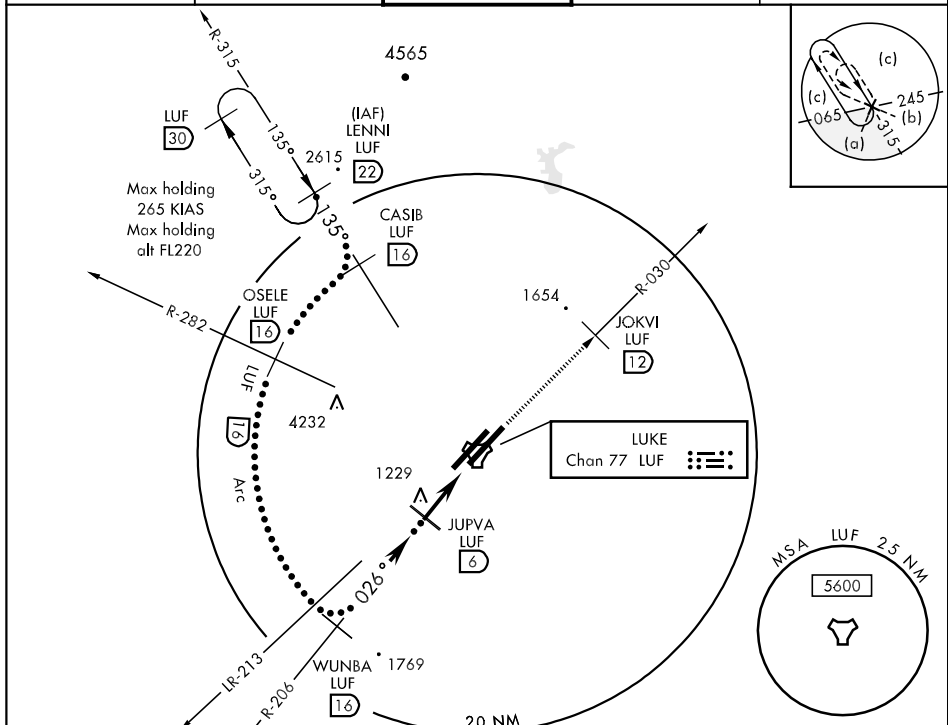 R-315
4565
LUF
30
(IAF)
LENNI
LUF
22
2615
135°
315°
Max holding
265 KIAS
Max holding
alt FL220
135°
CASIB
LUF
16
OSELE
LUF
16
R-282
LUF
16
Arc
4232
1654
R-030
JOKVI
LUF
12
LUKE
Chan 77 LUF
1229
JUPVA
LUF
6
026°
LR-213
R-206
WUNBA
LUF
16
1769
20 NM
(c)
(c)
065
245
(b)
(a)
315
MSA LUF 25 NM
5600